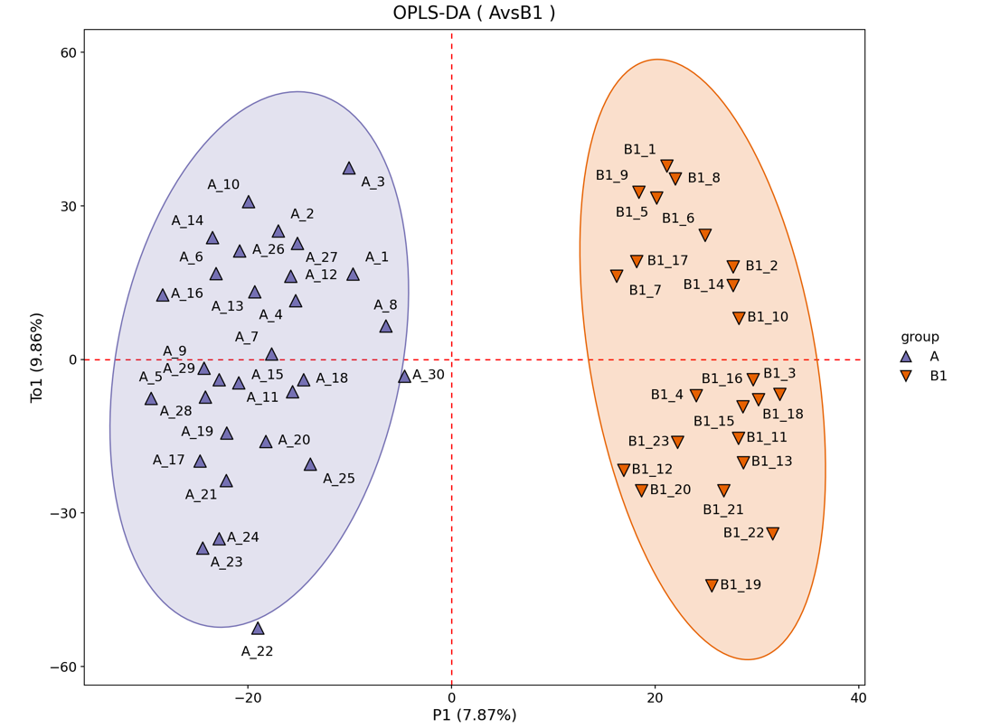 OPLS-DA ( AvsB1 )
60
30
0
−30
−60
To1 (9.86%)
−20
0
20
40
P1 (7.87%)
group
A
B1
A_3
A_10
A_2
A_14
A_26
A_27
A_6
A_12
A_1
A_16
A_13
A_4
A_8
A_7
A_9
A_29
A_5
A_15
A_18
A_30
A_11
A_28
A_19
A_20
A_17
A_25
A_21
A_24
A_23
A_22
B1_1
B1_9
B1_8
B1_5
B1_6
B1_17
B1_2
B1_7
B1_14
B1_10
B1_16
B1_3
B1_4
B1_18
B1_15
B1_11
B1_23
B1_13
B1_12
B1_20
B1_21
B1_22
B1_19